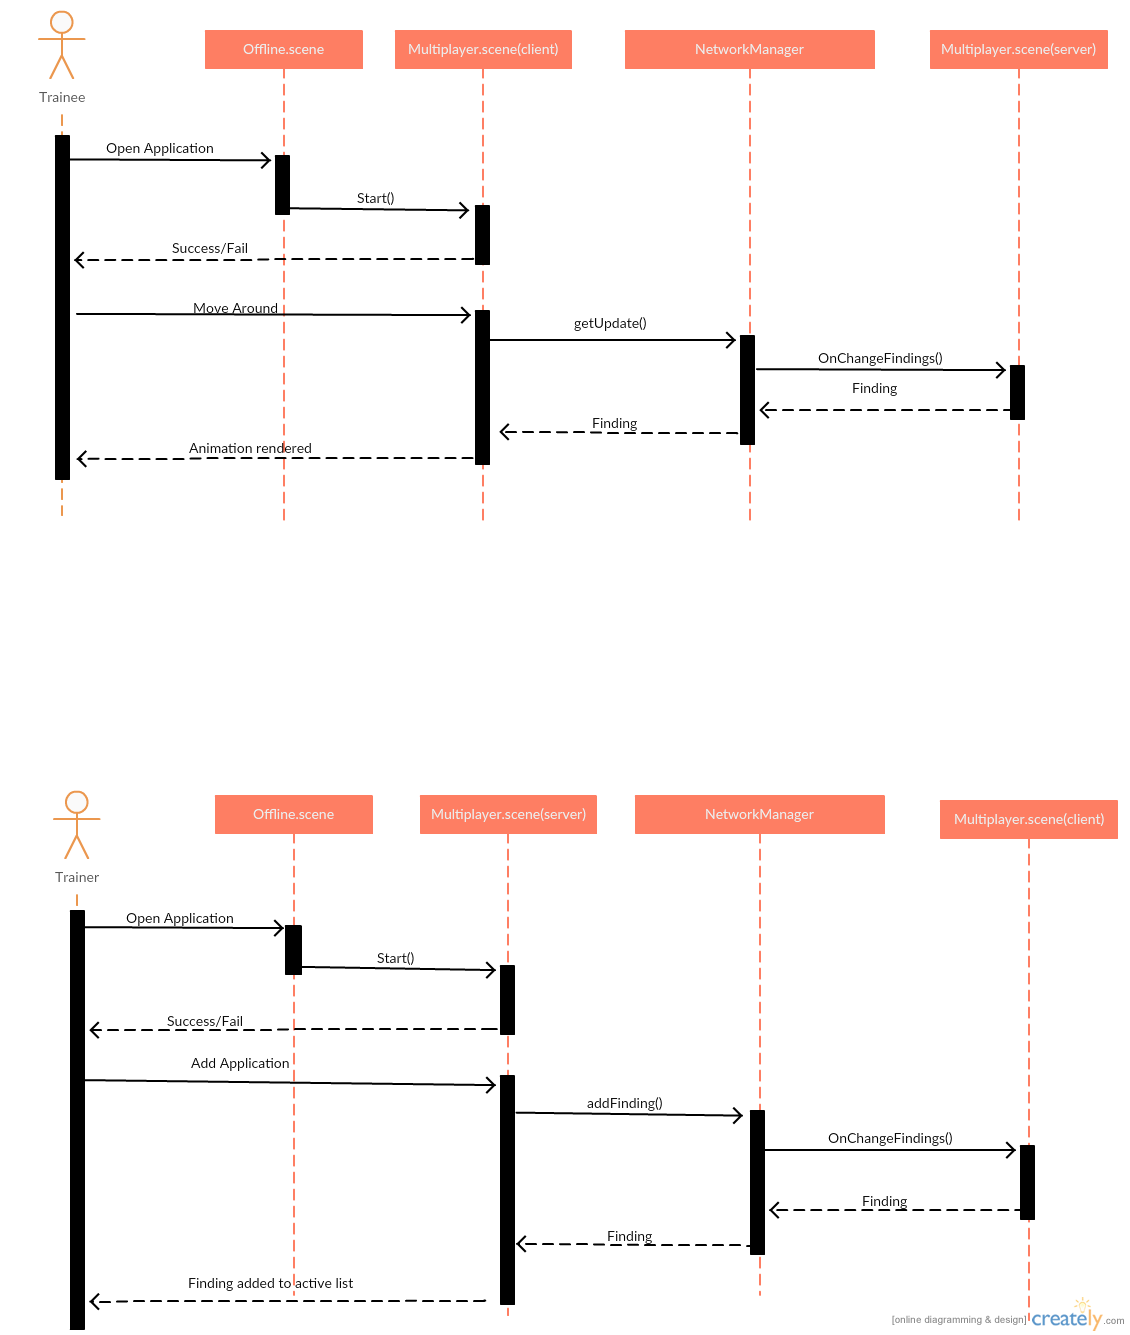 Offline.scene
Multiplayer.scene(client)
NetworkManager
Multiplayer.scene(server)
Trainee
Open Application
Start()
Success/Fail
Move Around
getUpdate()
OnChangeFindings()
Finding
Finding
Animation rendered
Offline.scene
Multiplayer.scene(server)
NetworkManager
Multiplayer.scene(client)
Trainer
Open Application
Start()
Success/Fail
Add Application
addFinding()
OnChangeFindings()
Finding
Finding
Finding added to active list
[online diagramming & design] creately.com